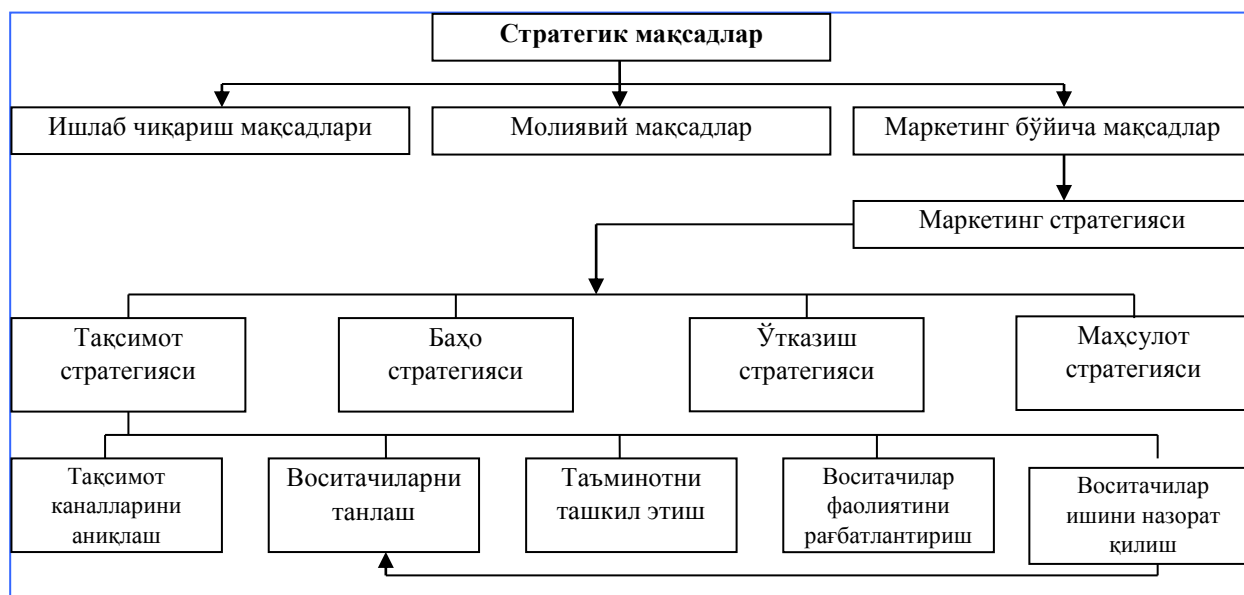 Стратегик мақсадлар
Ишлаб чиқариш мақсадлари
Молиявий мақсадлар
Маркетинг бўйича мақсадлар
Маркетинг стратегияси
Тақсимот
стратегияси
Баҳо
стратегияси
Ўтказиш
стратегияси
Маҳсулот
стратегияси
Тақсимот
каналларини
аниқлаш
Воситачиларни
танлаш
Таъминотни
ташкил этиш
Воситачилар
фаолиятини
рағбатлантириш
Воситачилар
ишини назорат
қилиш